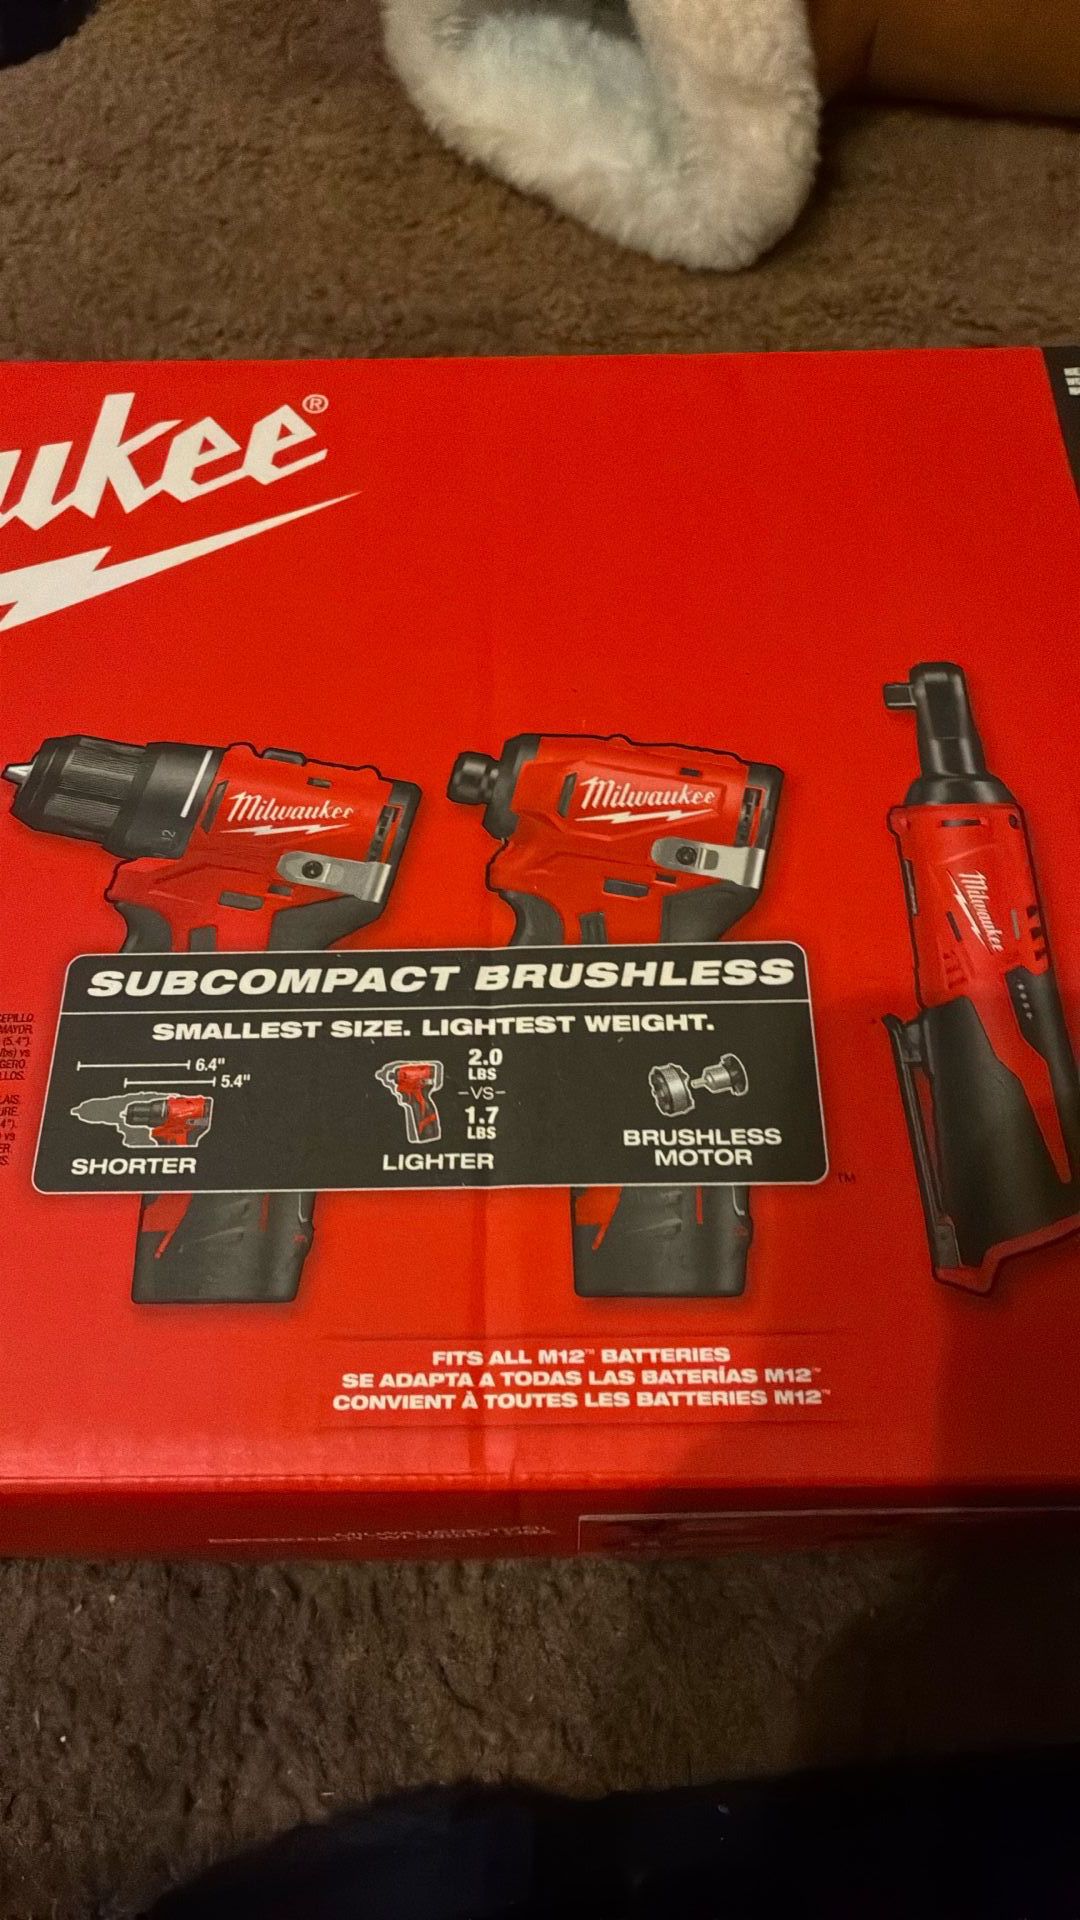 ukee®
Milwaukee
Milwaukee
Milwaukee
12
SUBCOMPACT BRUSHLESS
SMALLEST SIZE. LIGHTEST WEIGHT.
6.4"
5.4"
SHORTER
2.0
LBS
-VS-
1.7
LBS
LIGHTER
BRUSHLESS
MOTOR
TM
FITS ALL M12™ BATTERIES
SE ADAPTA A TODAS LAS BATERÍAS M12™
CONVIENT À TOUTES LES BATTERIES M12™